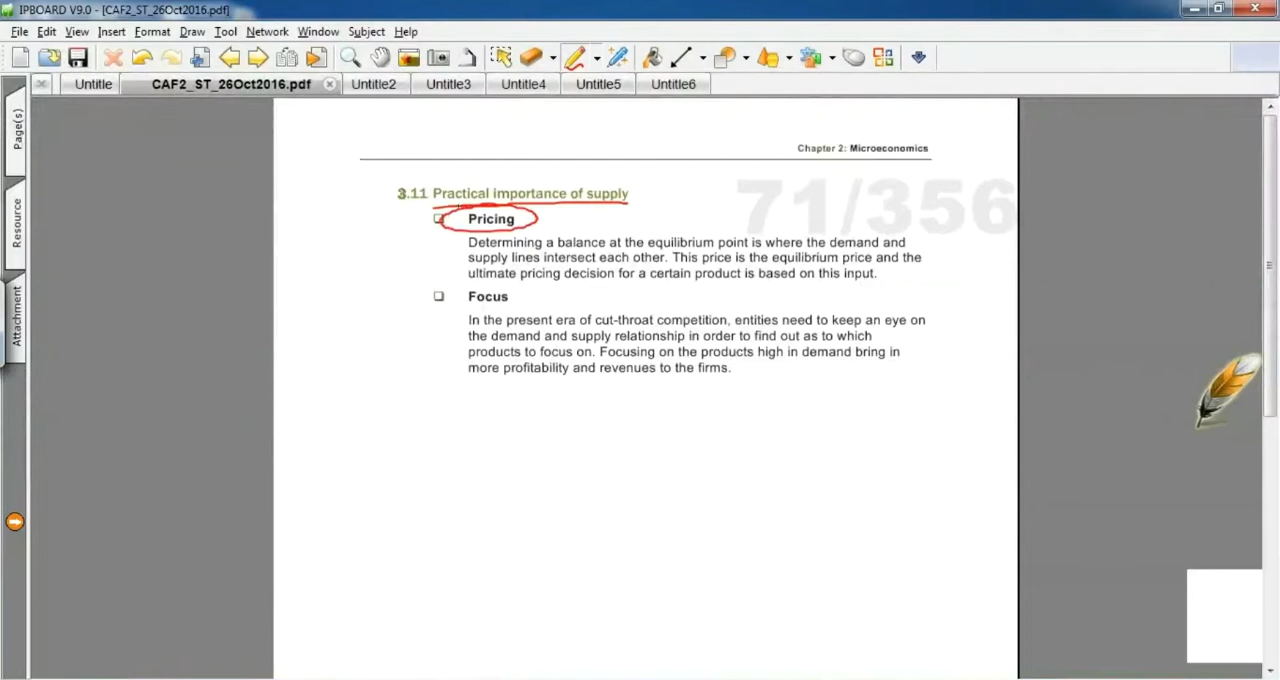 IPBOARD V9.0 - [CAF2_ST_26Oct2016.pdf]
File Edit View Insert Format Draw Tool Network Window Subject Help
Untitle CAF2_ST_26Oct2016.pdf Untitle2 Untitle3 Untitle4 Untitle5 Untitle6
Page(s)
Resource
Attachment
Chapter 2: Microeconomics
71/356
3.11 Practical importance of supply
Pricing
Determining a balance at the equilibrium point is where the demand and
supply lines intersect each other. This price is the equilibrium price and the
ultimate pricing decision for a certain product is based on this input.
Focus
In the present era of cut-throat competition, entities need to keep an eye on
the demand and supply relationship in order to find out as to which
products to focus on. Focusing on the products high in demand bring in
more profitability and revenues to the firms.